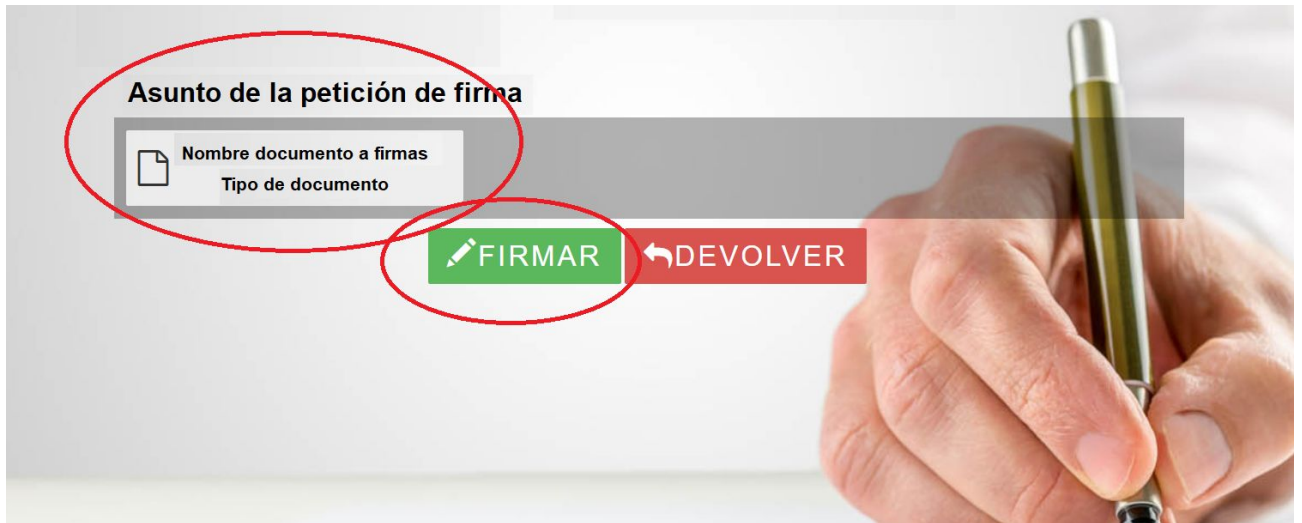 Asunto de la petición de firma
Nombre documento a firmas
Tipo de documento
FIRMAR DEVOLVER